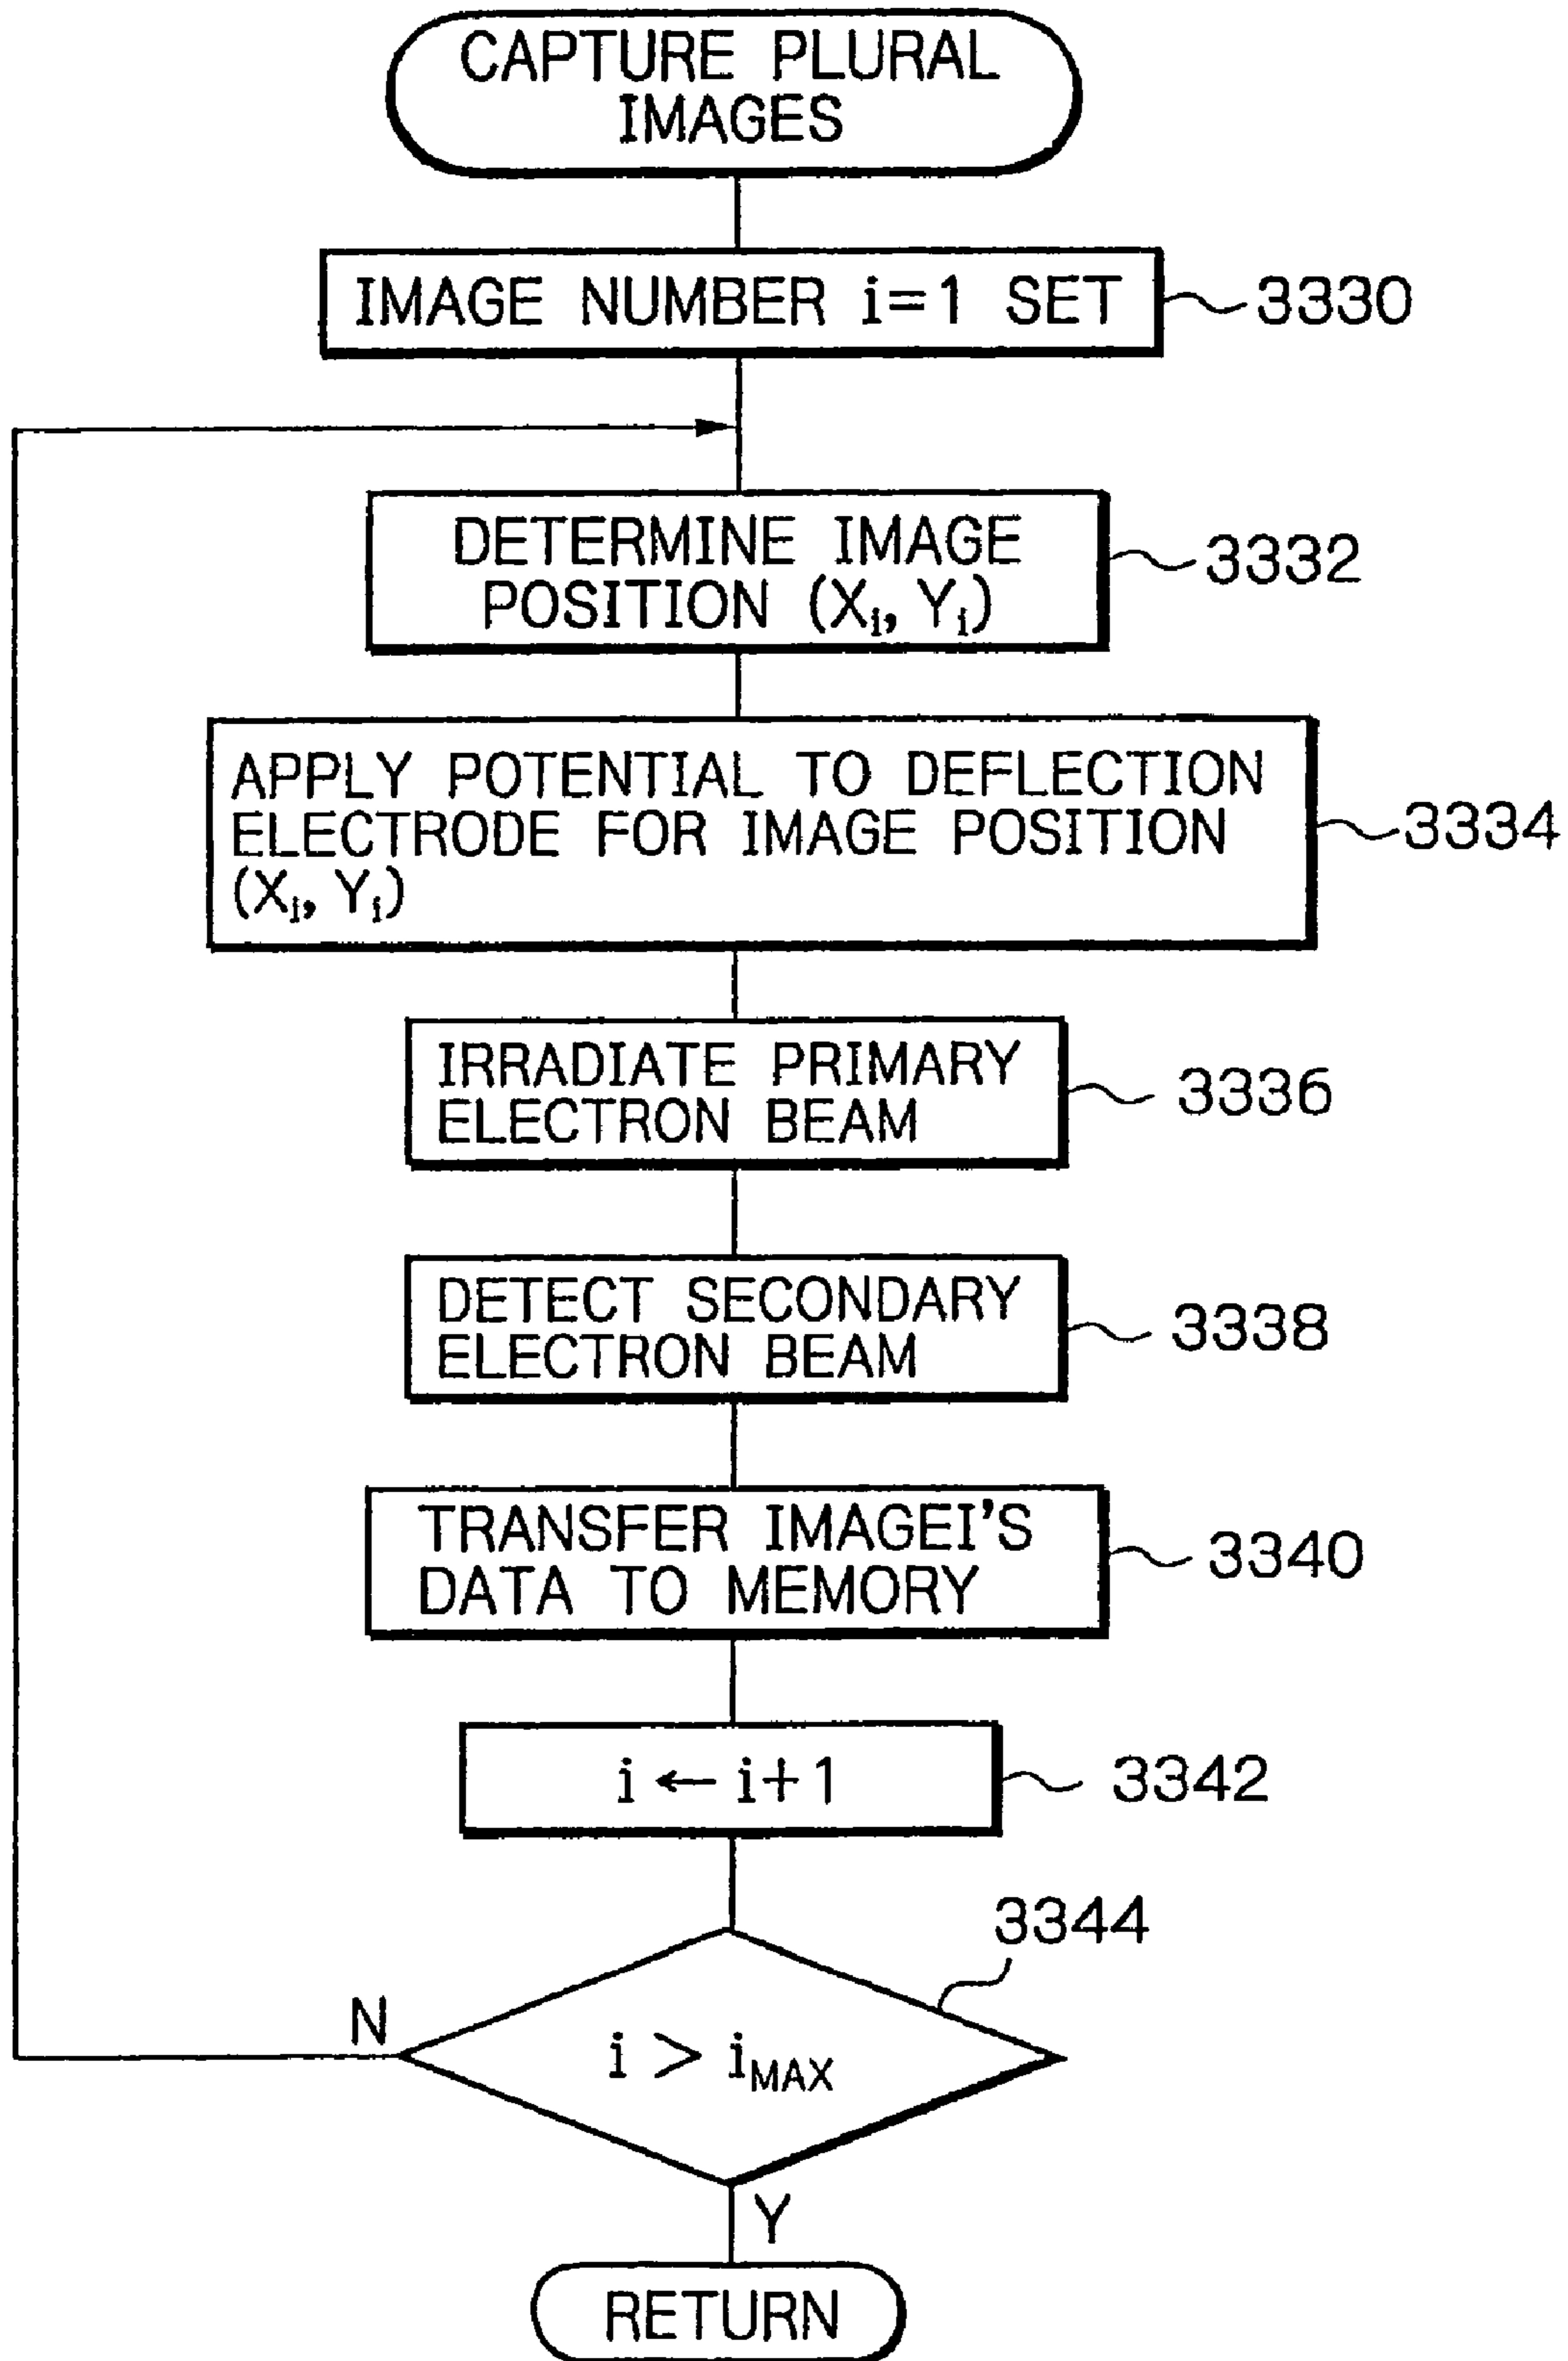 CAPTURE PLURAL
IMAGES
IMAGE NUMBER i=1 SET
3330
DETERMINE IMAGE
POSITION (Xi, Yi)
3332
APPLY POTENTIAL TO DEFLECTION
ELECTRODE FOR IMAGE POSITION
(Xi, Yi)
3334
IRRADIATE PRIMARY
ELECTRON BEAM
3336
DETECT SECONDARY
ELECTRON BEAM
3338
TRANSFER IMAGEI'S
DATA TO MEMORY
3340
i ← i+1
3342
3344
N
i > iMAX
Y
RETURN